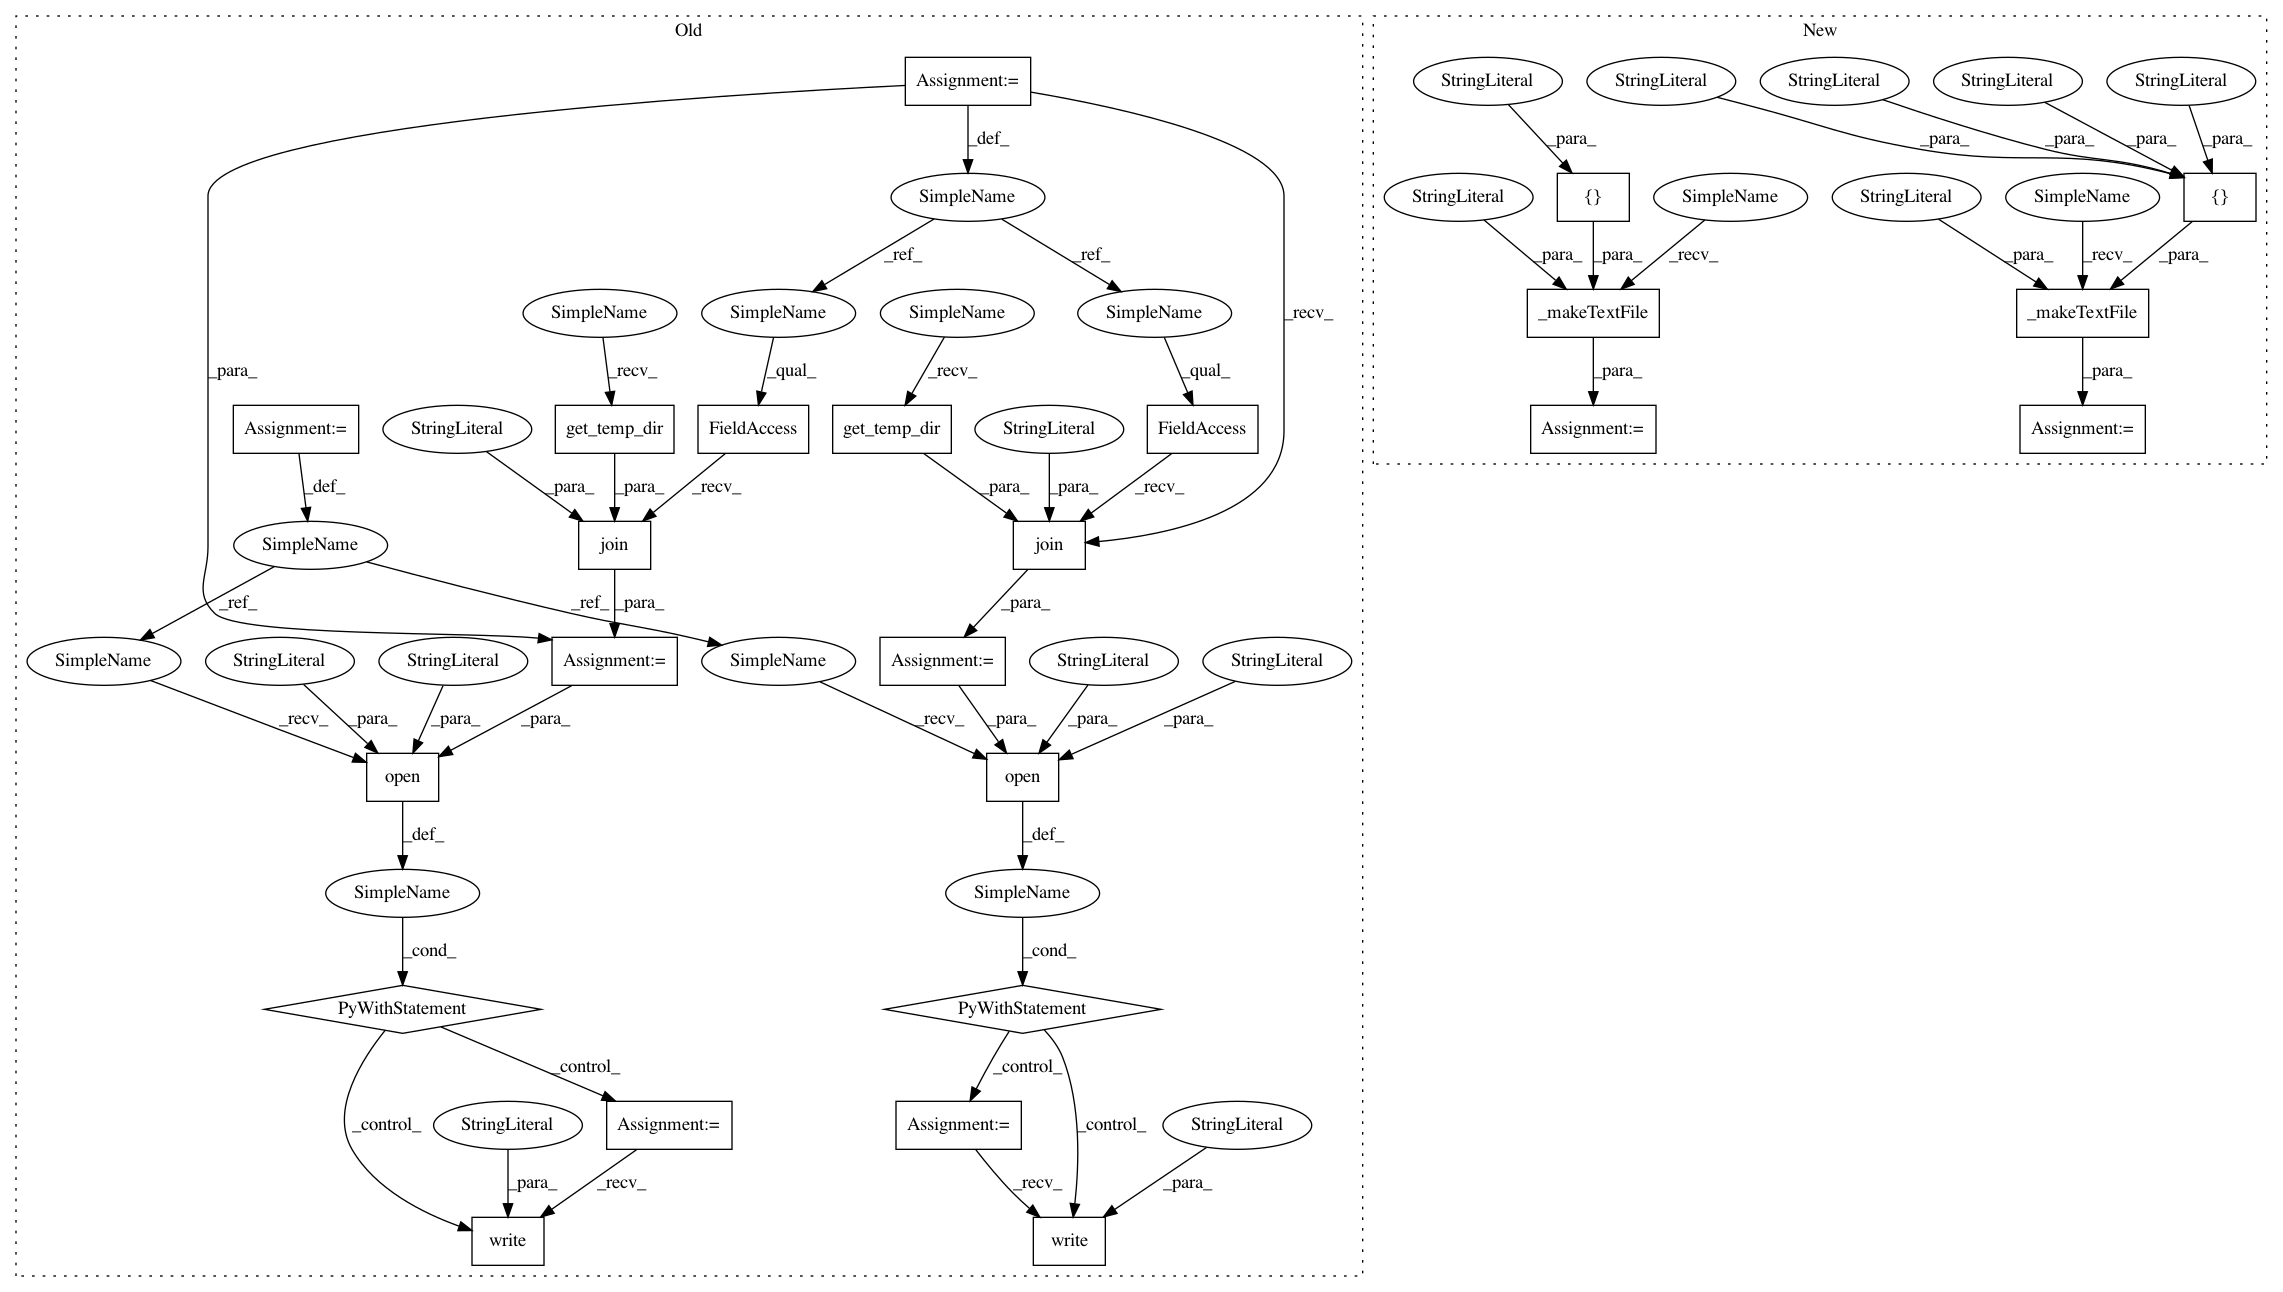 Old
New
Assignment:=
StringLiteral
StringLiteral
StringLiteral
StringLiteral
StringLiteral
_def_
_para_
_para_
_para_
_para_
_para_
SimpleName
StringLiteral
{}
SimpleName
StringLiteral
SimpleName
{}
_ref_
_ref_
_para_
_para_
_recv_
_para_
_recv_
_para_
SimpleName
SimpleName
SimpleName
SimpleName
_recv_
_makeTextFile
_makeTextFile
_para_
_recv_
_qual_
_recv_
_qual_
_para_
_para_
Assignment:=
StringLiteral
get_temp_dir
FieldAccess
get_temp_dir
StringLiteral
FieldAccess
Assignment:=
Assignment:=
_def_
_para_
_para_
_recv_
_para_
_para_
_recv_
SimpleName
join
join
_ref_
_ref_
_para_
_para_
SimpleName
StringLiteral
StringLiteral
Assignment:=
SimpleName
Assignment:=
StringLiteral
StringLiteral
_recv_
_para_
_para_
_para_
_recv_
_para_
_para_
_para_
open
open
_def_
_def_
SimpleName
SimpleName
_cond_
_cond_
PyWithStatement
PyWithStatement
_control_
_control_
_control_
StringLiteral
Assignment:=
Assignment:=
_control_
StringLiteral
_para_
_recv_
_recv_
_para_
write
write